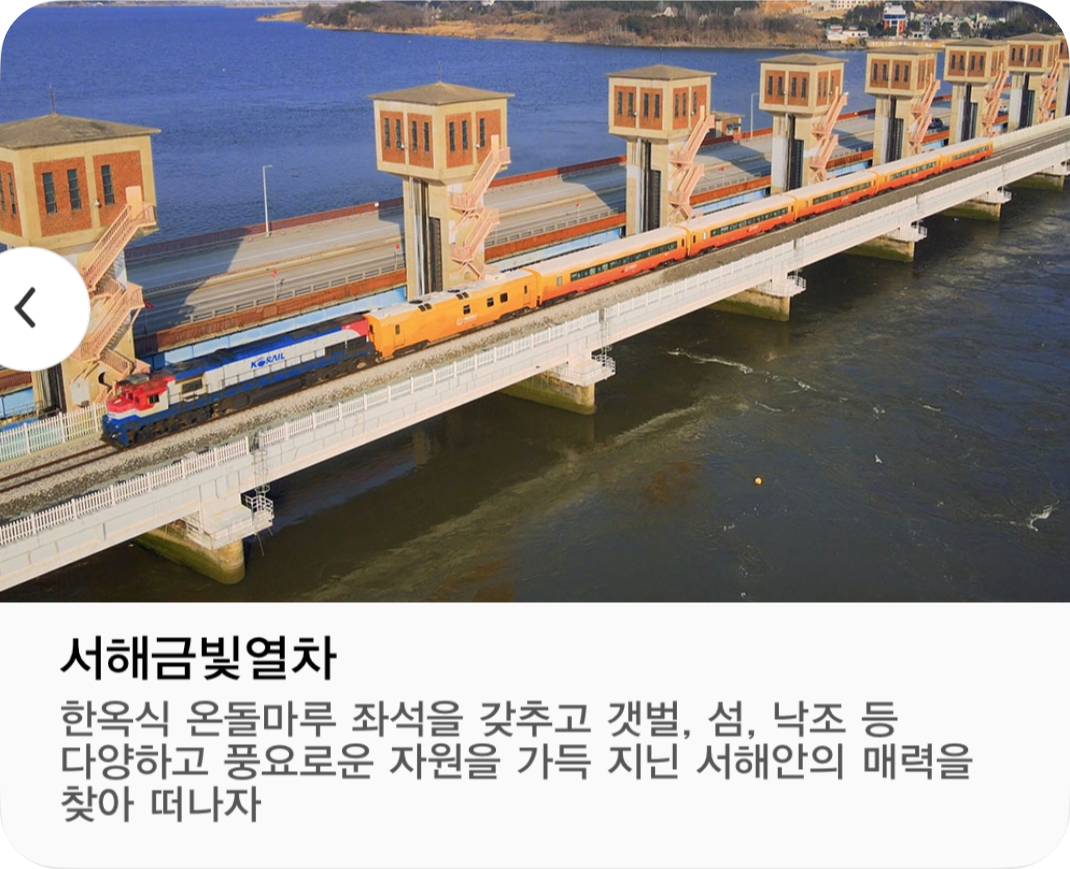 KORAIL
서해금빛열차
한옥식 온돌마루 좌석을 갖추고 갯벌, 섬, 낙조 등
다양하고 풍요로운 자원을 가득 지닌 서해안의 매력을
찾아 떠나자